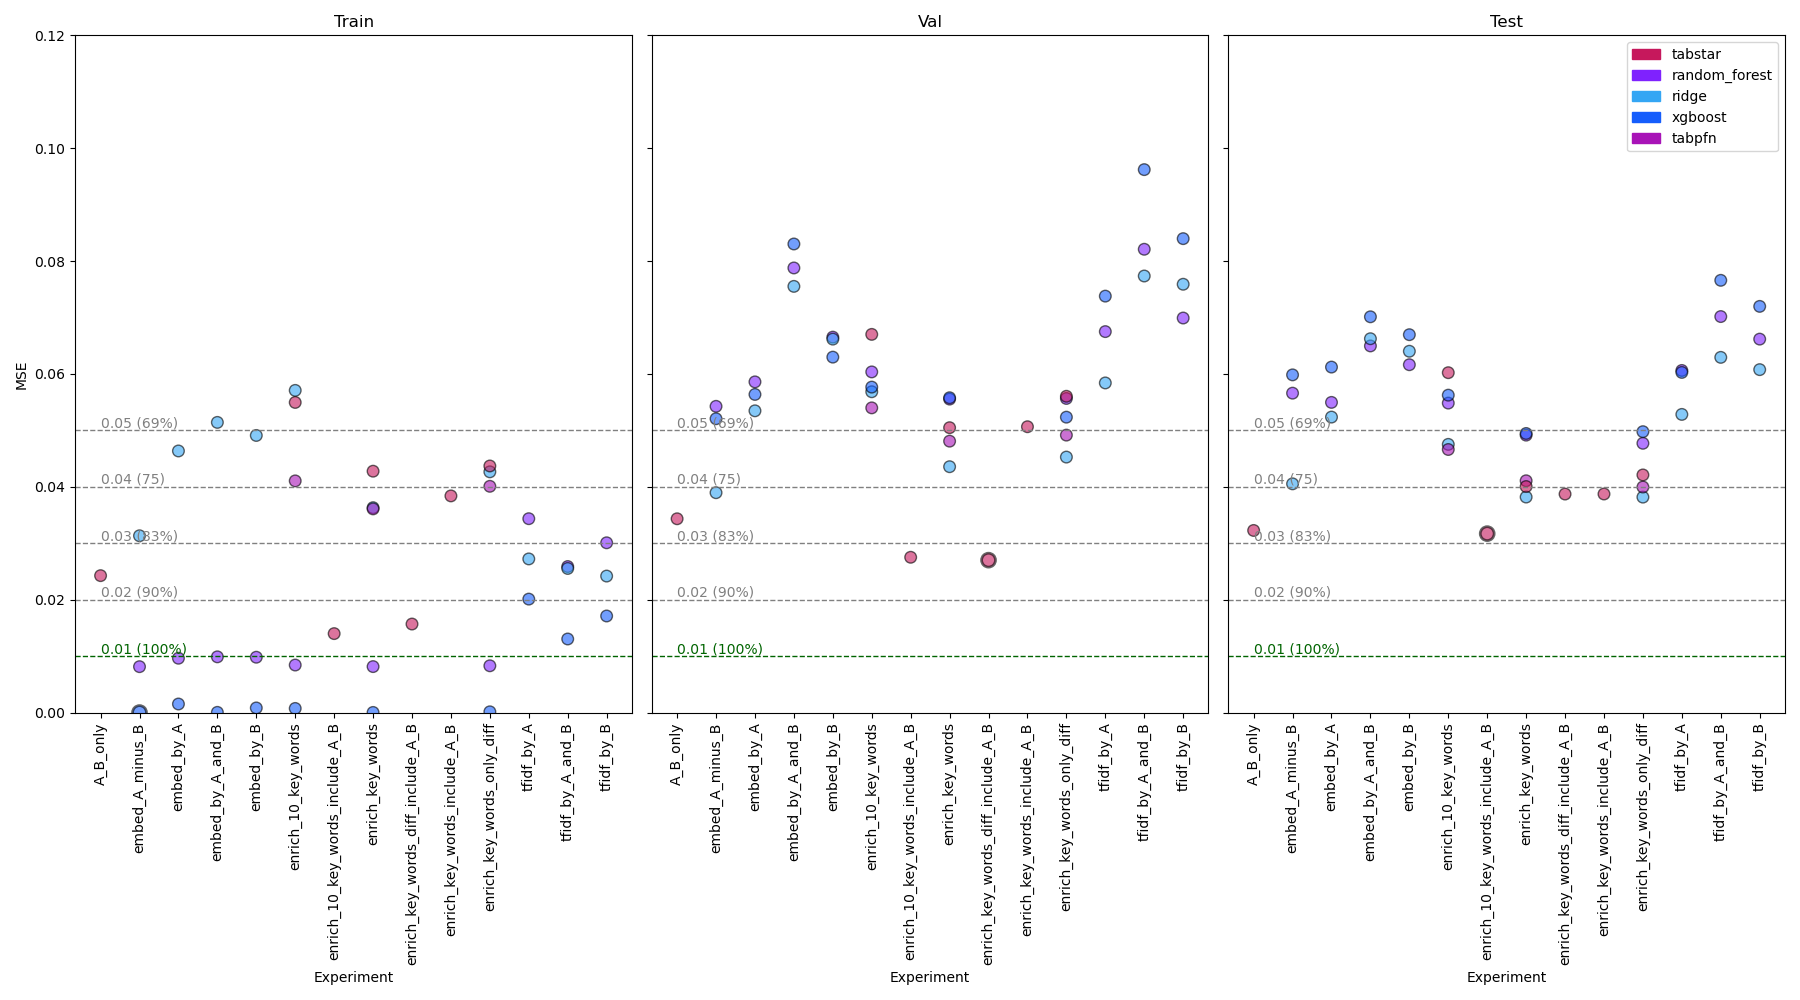 Train
Val
Test
MSE
0.12
0.10
0.08
0.06
0.04
0.02
0.00
0.05 (69%)
0.04 (75)
0.03 (83%)
0.02 (90%)
0.01 (100%)
0.05 (69%)
0.04 (75)
0.03 (83%)
0.02 (90%)
0.01 (100%)
0.05 (69%)
0.04 (75)
0.03 (83%)
0.02 (90%)
0.01 (100%)
tabstar
random_forest
ridge
xgboost
tabpfn
A_B_only
embed_A_minus_B
embed_by_A
embed_by_A_and_B
embed_by_B
enrich_10_key_words
enrich_10_key_words_include_A_B
enrich_key_words
enrich_key_words_diff_include_A_B
enrich_key_words_include_A_B
enrich_key_words_only_diff
tfidf_by_A
tfidf_by_A_and_B
tfidf_by_B
Experiment
A_B_only
embed_A_minus_B
embed_by_A
embed_by_A_and_B
embed_by_B
enrich_10_key_words
enrich_10_key_words_include_A_B
enrich_key_words
enrich_key_words_diff_include_A_B
enrich_key_words_include_A_B
enrich_key_words_only_diff
tfidf_by_A
tfidf_by_A_and_B
tfidf_by_B
Experiment
A_B_only
embed_A_minus_B
embed_by_A
embed_by_A_and_B
embed_by_B
enrich_10_key_words
enrich_10_key_words_include_A_B
enrich_key_words
enrich_key_words_diff_include_A_B
enrich_key_words_include_A_B
enrich_key_words_only_diff
tfidf_by_A
tfidf_by_A_and_B
tfidf_by_B
Experiment